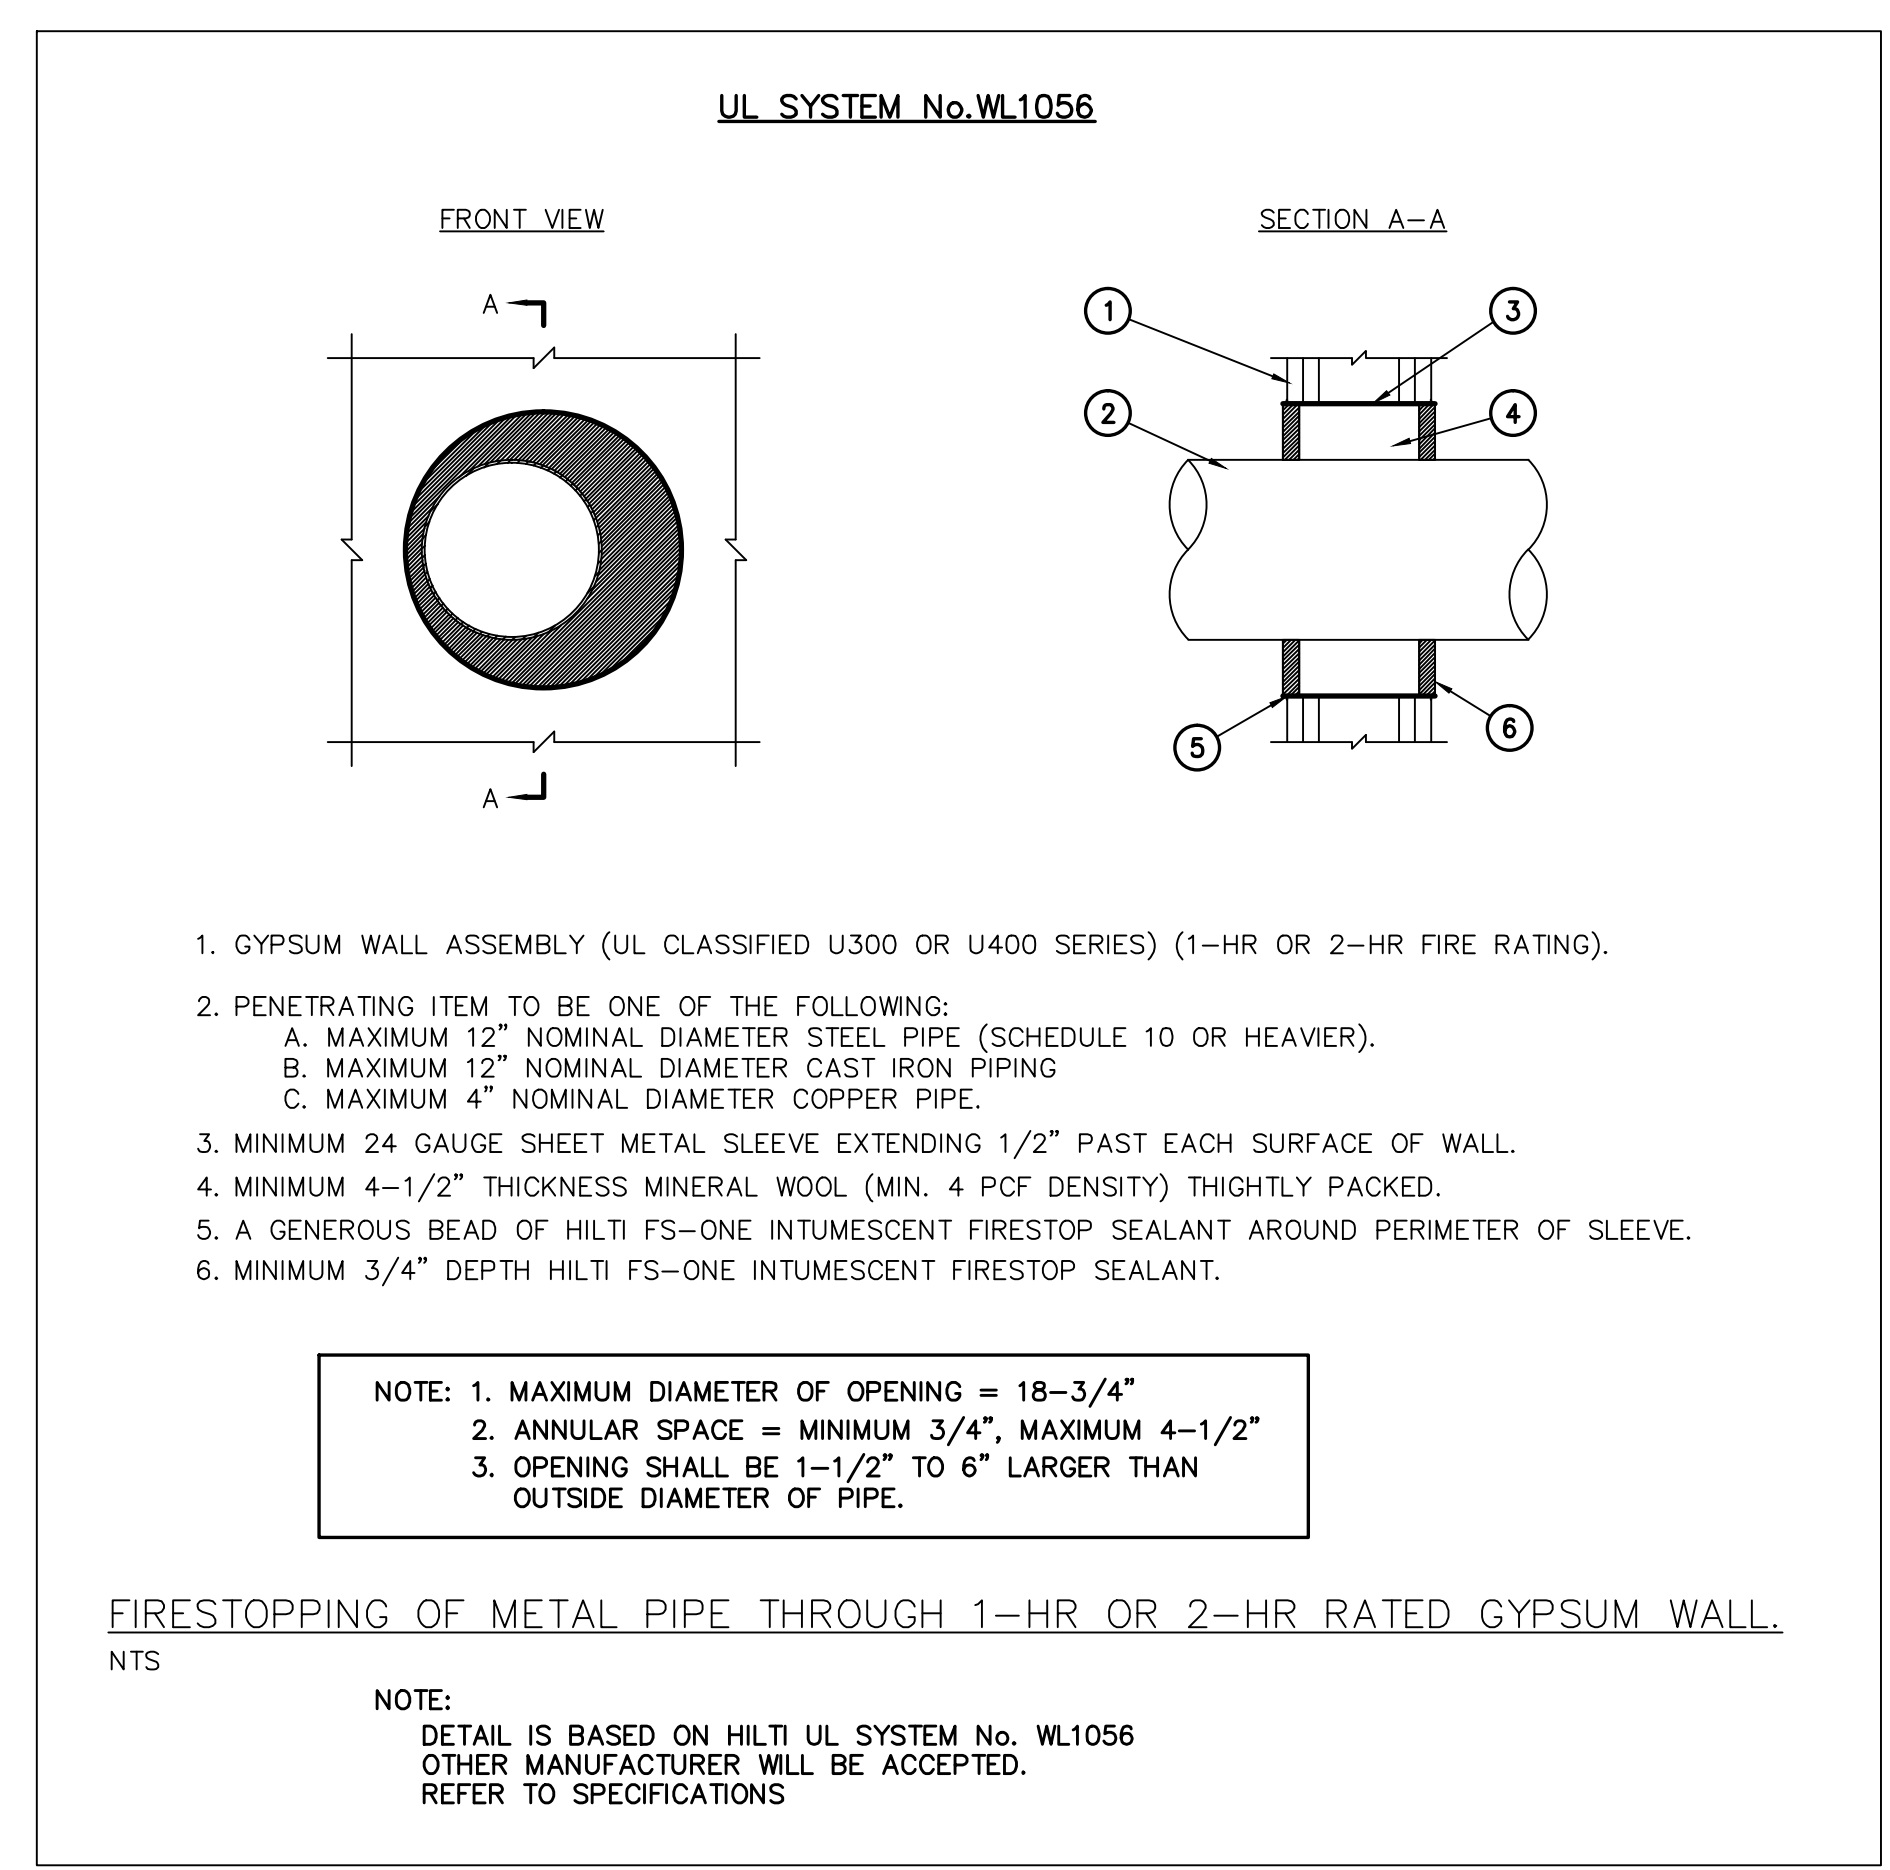 UL SYSTEM No.WL1056
FRONT VIEW
SECTION A–A
A
A
1
2
3
4
5
6
1. GYPSUM WALL ASSEMBLY (UL CLASSIFIED U300 OR U400 SERIES) (1–HR OR 2–HR FIRE RATING).
2. PENETRATING ITEM TO BE ONE OF THE FOLLOWING:
A. MAXIMUM 12” NOMINAL DIAMETER STEEL PIPE (SCHEDULE 10 OR HEAVIER).
B. MAXIMUM 12” NOMINAL DIAMETER CAST IRON PIPING
C. MAXIMUM 4” NOMINAL DIAMETER COPPER PIPE.
3. MINIMUM 24 GAUGE SHEET METAL SLEEVE EXTENDING 1/2” PAST EACH SURFACE OF WALL.
4. MINIMUM 4–1/2” THICKNESS MINERAL WOOL (MIN. 4 PCF DENSITY) THIGHTLY PACKED.
5. A GENEROUS BEAD OF HILTI FS–ONE INTUMESCENT FIRESTOP SEALANT AROUND PERIMETER OF SLEEVE.
6. MINIMUM 3/4” DEPTH HILTI FS–ONE INTUMESCENT FIRESTOP SEALANT.
NOTE: 1. MAXIMUM DIAMETER OF OPENING = 18–3/4”
2. ANNULAR SPACE = MINIMUM 3/4”, MAXIMUM 4–1/2”
3. OPENING SHALL BE 1–1/2” TO 6” LARGER THAN
OUTSIDE DIAMETER OF PIPE.
FIRESTOPPING OF METAL PIPE THROUGH 1–HR OR 2–HR RATED GYPSUM WALL.
NTS
NOTE:
DETAIL IS BASED ON HILTI UL SYSTEM No. WL1056
OTHER MANUFACTURER WILL BE ACCEPTED.
REFER TO SPECIFICATIONS